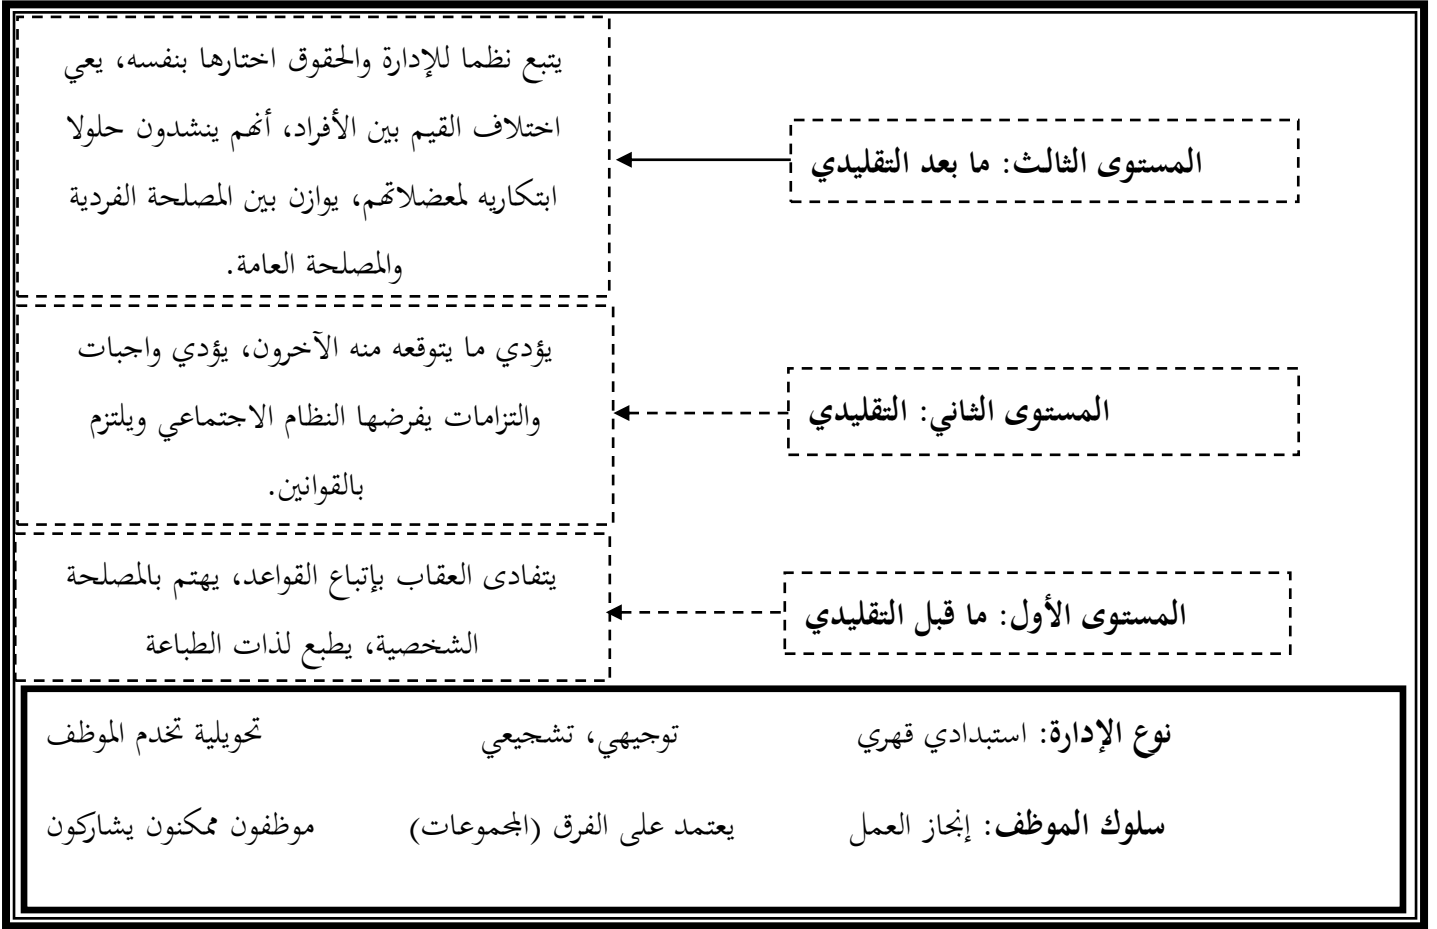 المستوى الثالث: ما بعد التقليدي
يتبع نظما للإدارة والحقوق اختارها بنفسه، يعي
اختلاف القيم بين الأفراد، أنهم ينشدون حلولا
ابتكاريه لمعضلاتهم، يوازن بين المصلحة الفردية
والمصلحة العامة.
المستوى الثاني: التقليدي
يؤدي ما يتوقعه منه الآخرون، يؤدي واجبات
والتزامات يفرضها النظام الاجتماعي ويلتزم
بالقوانين.
المستوى الأول: ما قبل التقليدي
يتفادى العقاب بإتباع القواعد، يهتم بالمصلحة
الشخصية، يطبع لذات الطباعة
نوع الإدارة: استبدادي قهري توجيهي، تشجيعي تحويلية تخدم الموظف
سلوك الموظف: إنجاز العمل يعتمد على الفرق (المجموعات) موظفون ممكنون يشاركون